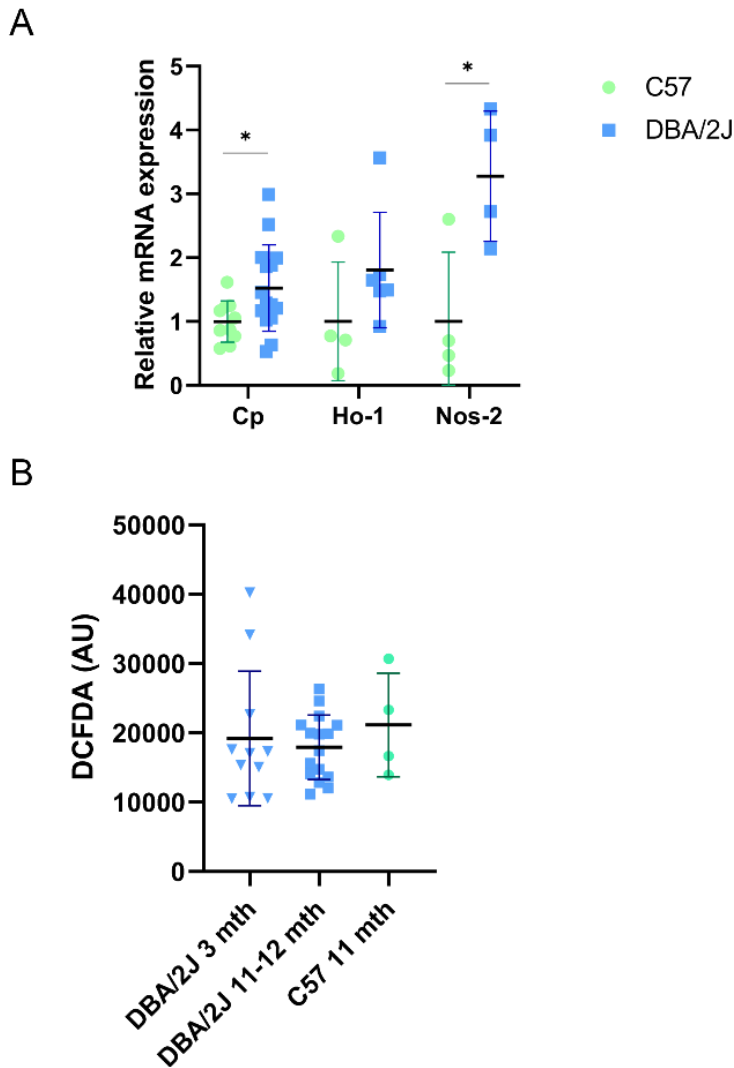 A
Relative mRNA expression
5
4
3
2
1
0
*
*
Cp
Ho-1
Nos-2
C57
DBA/2J
B
DCFDA (AU)
50000
40000
30000
20000
10000
0
DBA/2J 3 mth
DBA/2J 11-12 mth
C57 11 mth